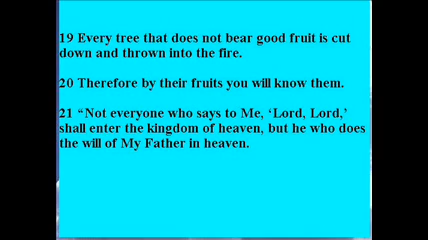 19 Every tree that does not bear good fruit is cut
down and thrown into the fire.
20 Therefore by their fruits you will know them.
21 “Not everyone who says to Me, ‘Lord, Lord,’
shall enter the kingdom of heaven, but he who does
the will of My Father in heaven.